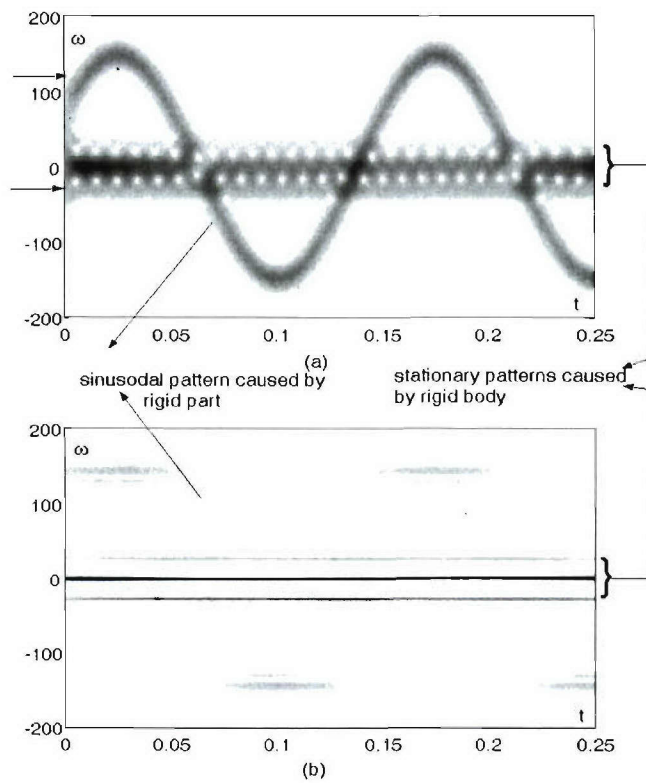 200
ω
100
0
-100
-200
t
0 0.05 0.1 0.15 0.2 0.25
(a)
sinusodal pattern caused by
rigid part
stationary patterns caused
by rigid body
200
ω
100
0
-100
-200
t
0 0.05 0.1 0.15 0.2 0.25
(b)